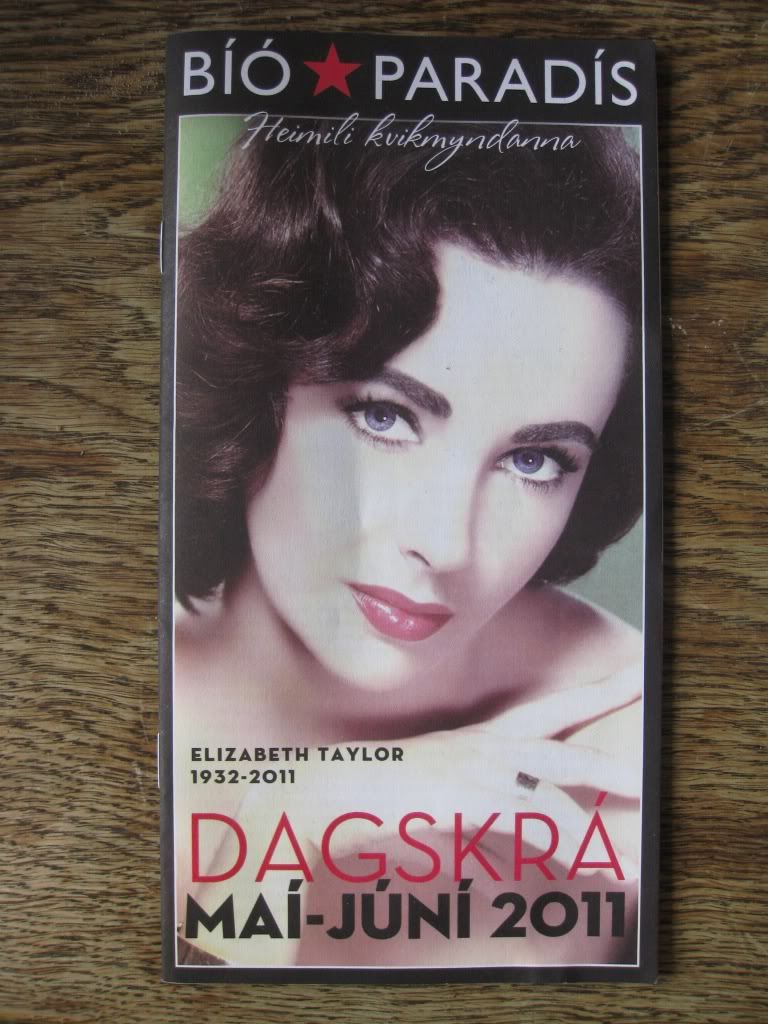 BÍÓ★PARADÍS
Heimili kvikmyndanna
ELIZABETH TAYLOR
1932-2011
DAGSKRÁ
MAÍ-JÚNÍ 2011